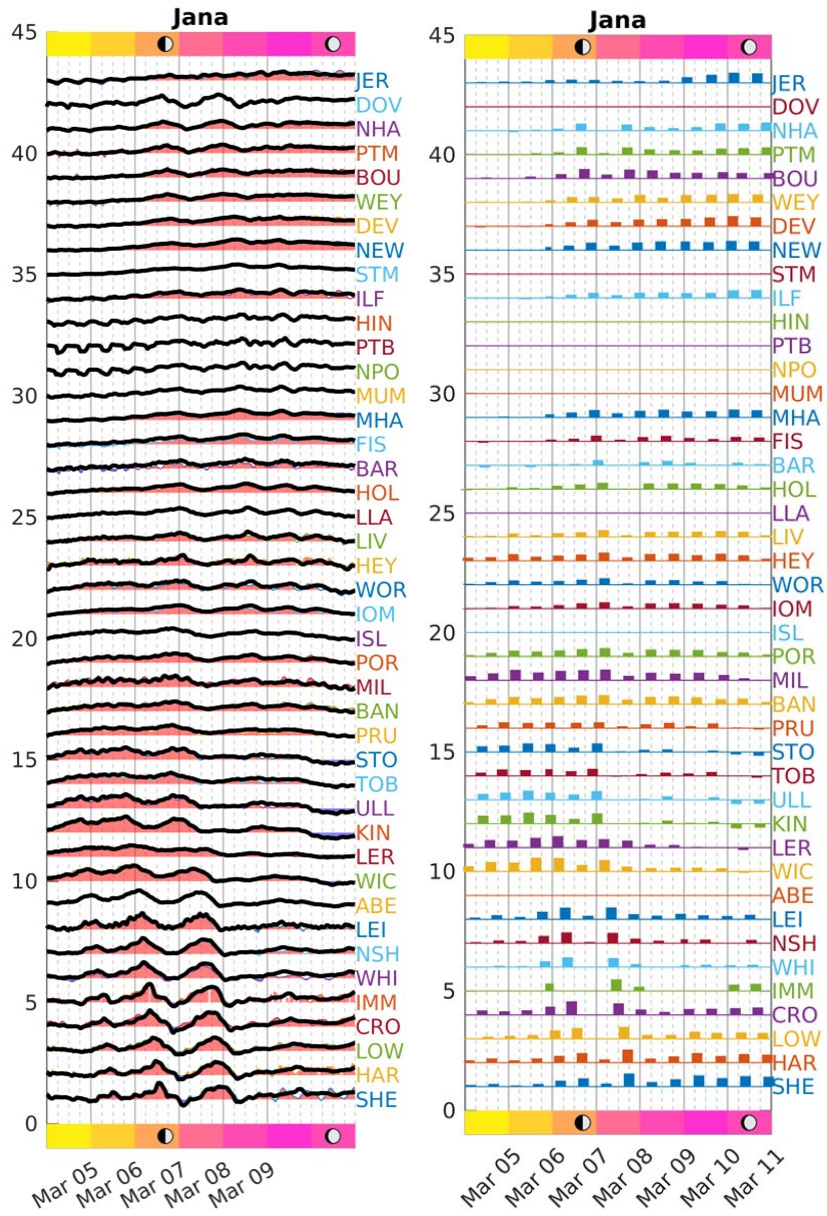 Jana
45
JER
DOV
NHA
40
PTM
BOU
WEY
DEV
NEW
35
STM
ILF
HIN
PTB
NPO
30
MUM
MHA
FIS
BAR
HOL
25
LLA
LIV
HEY
WOR
IOM
20
ISL
POR
MIL
BAN
PRU
15
STO
TOB
ULL
KIN
LER
10
WIC
ABE
LEI
NSH
WHI
5
IMM
CRO
LOW
HAR
SHE
0
Mar 05
Mar 06
Mar 07
Mar 08
Mar 09
Jana
45
JER
DOV
NHA
40
PTM
BOU
WEY
DEV
NEW
35
STM
ILF
HIN
PTB
NPO
30
MUM
MHA
FIS
BAR
HOL
25
LLA
LIV
HEY
WOR
IOM
20
ISL
POR
MIL
BAN
PRU
15
STO
TOB
ULL
KIN
LER
10
WIC
ABE
LEI
NSH
WHI
5
IMM
CRO
LOW
HAR
SHE
0
Mar 05
Mar 06
Mar 07
Mar 08
Mar 09
Mar 10
Mar 11